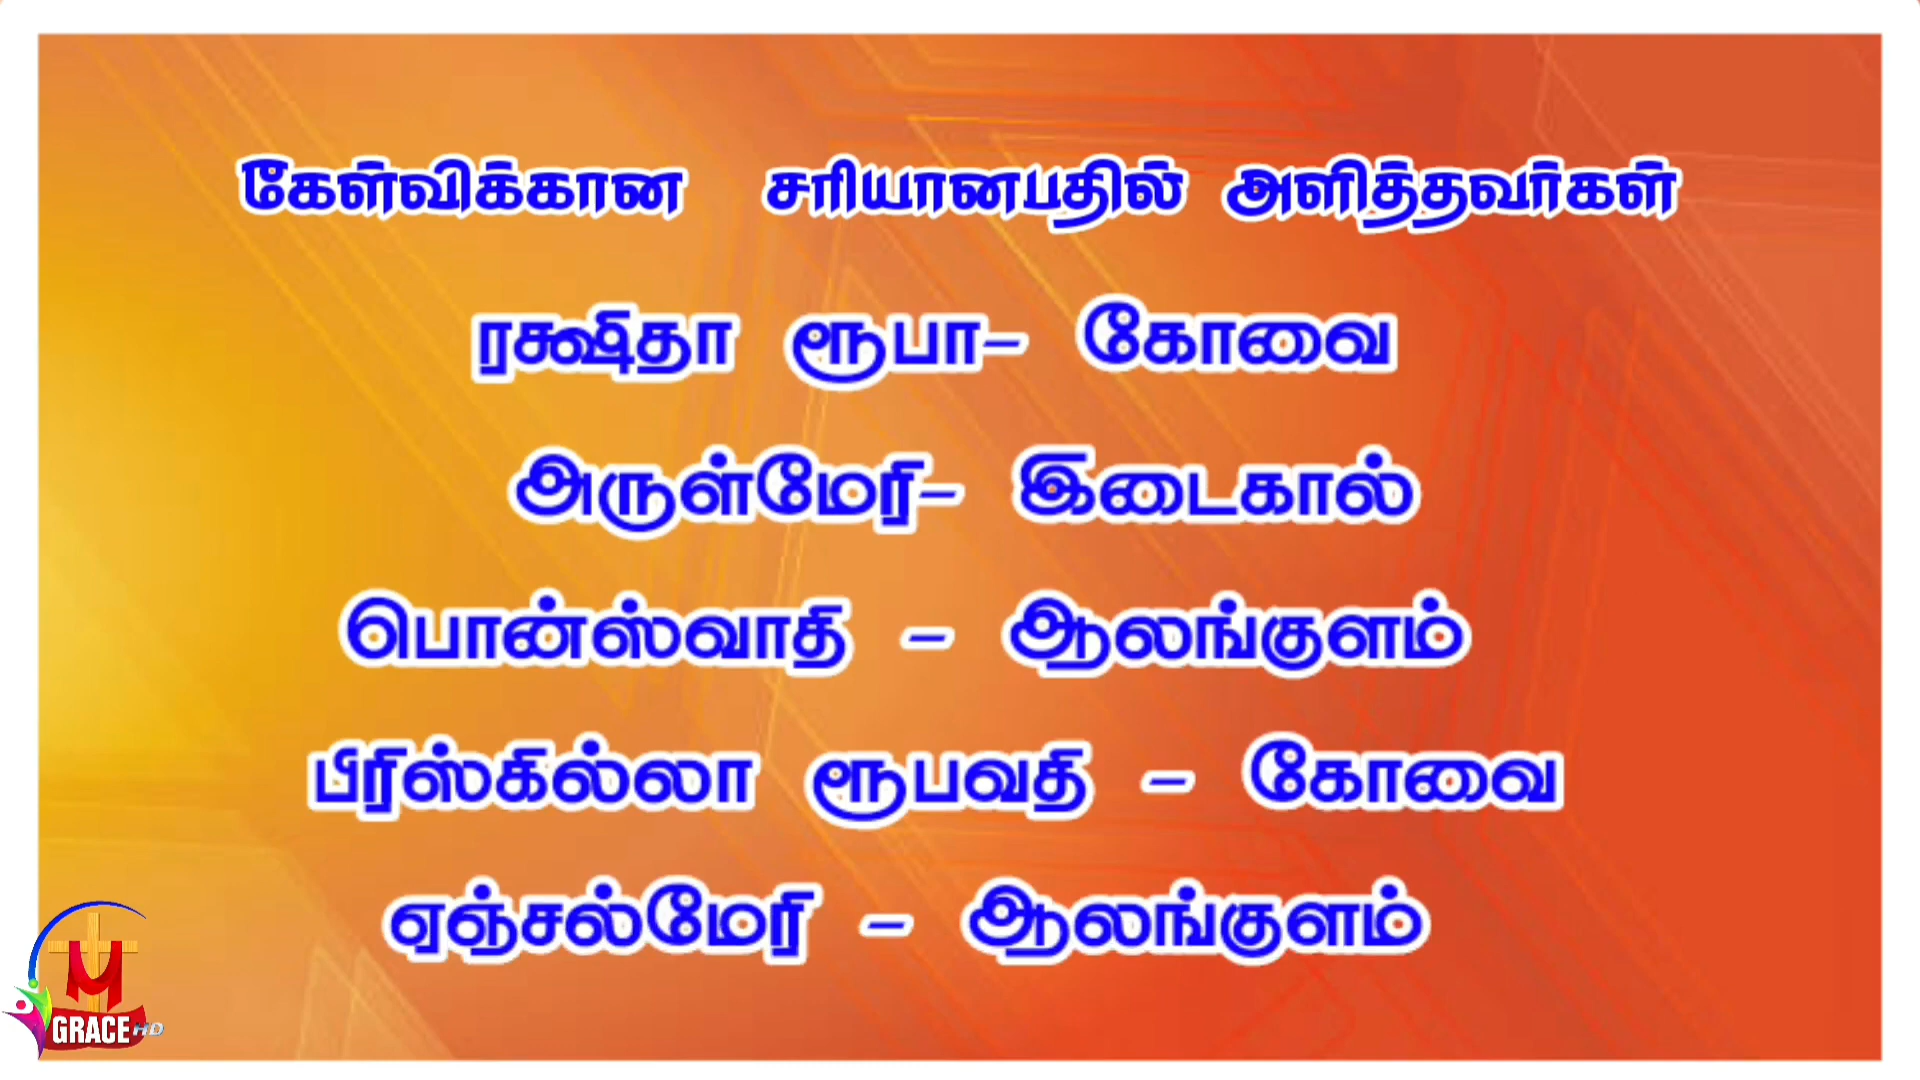 கேள்விக்கான சரியானபதில் அளித்தவர்கள்
ரக்ஷிதா ரூபா- கோவை
அருள்மேரி- இடைகால்
பொன்ஸ்வாதி - ஆலங்குளம்
பிரிஸ்கில்லா ரூபவதி - கோவை
ஏஞ்சல்மேரி - ஆலங்குளம்
M
GRACE HD